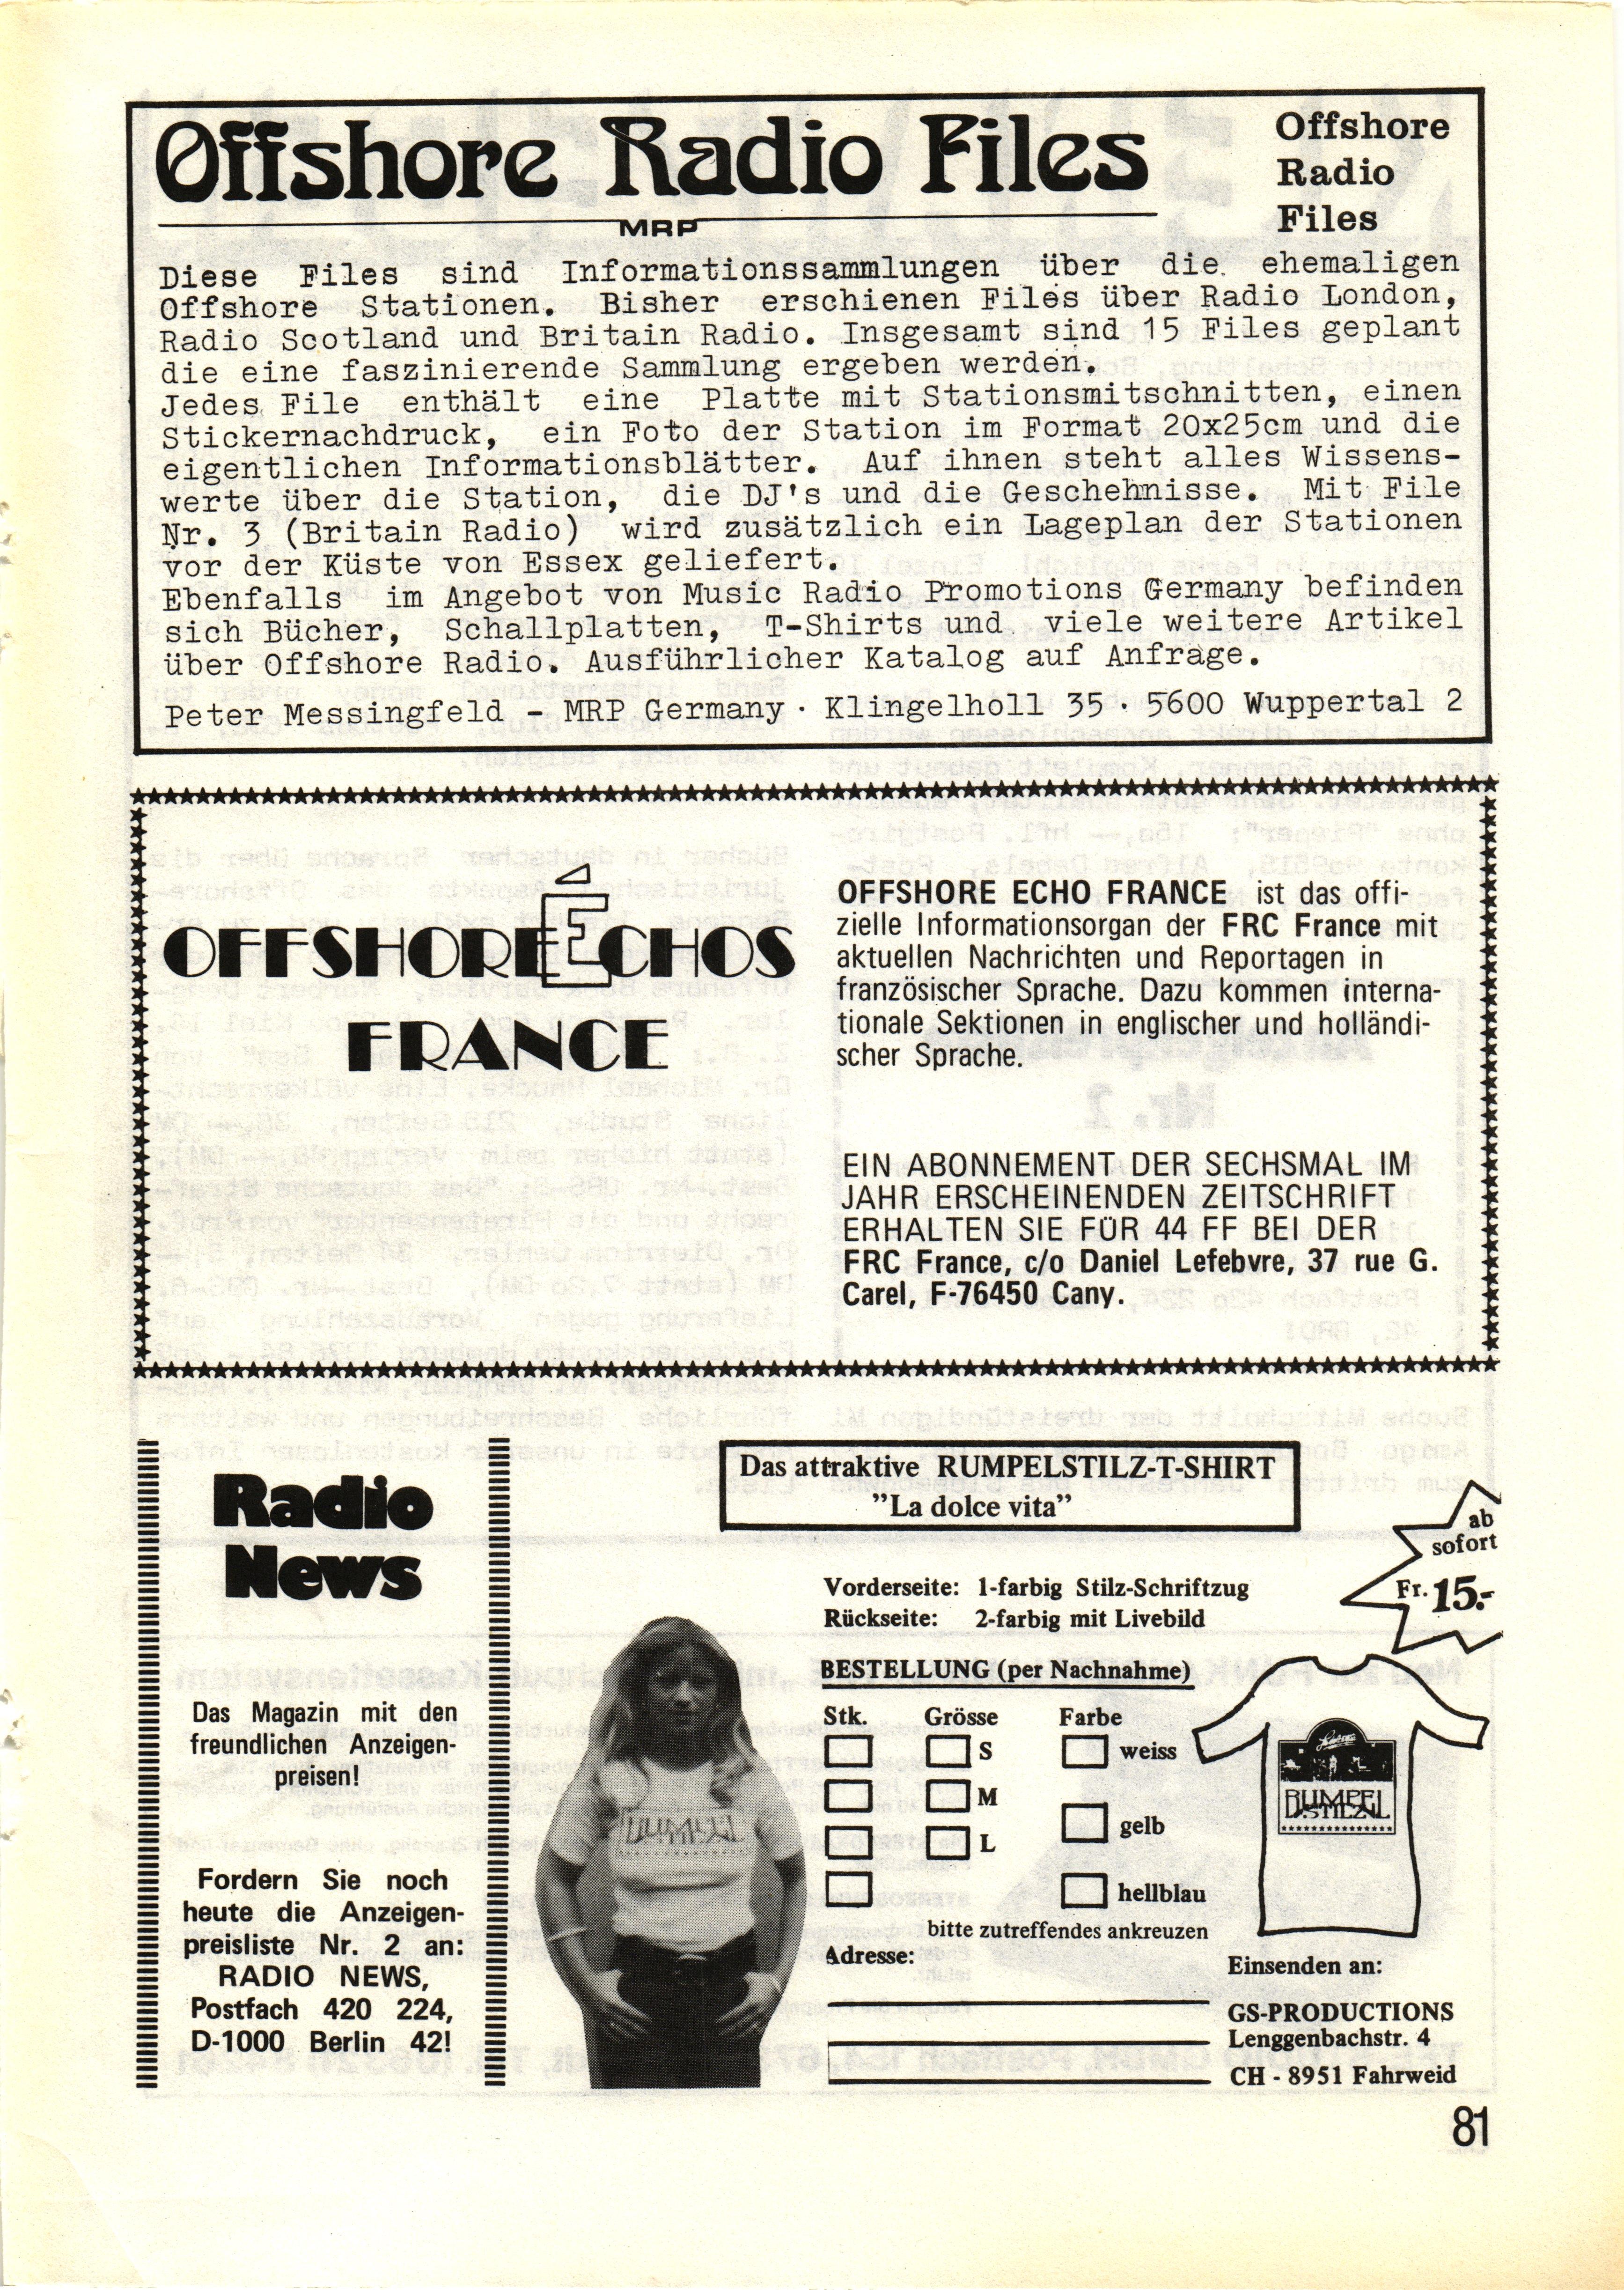 Offshore Radio Files
MRP
Offshore
Radio
Files
Diese Files sind Informationssammlungen über die ehemaligen
Offshore Stationen. Bisher erschienen Files über Radio London,
Radio Scotland und Britain Radio. Insgesamt sind 15 Files geplant
die eine faszinierende Sammlung ergeben werden.
Jedes File enthält eine Platte mit Stationsmitschnitten, einen
Stickernachdruck, ein Foto der Station im Format 20x25cm und die
eigentlichen Informationsblätter. Auf ihnen steht alles Wissens-
werte über die Station, die DJ's und die Geschehnisse. Mit File
Nr. 3 (Britain Radio) wird zusätzlich ein Lageplan der Stationen
vor der Küste von Essex geliefert.
Ebenfalls im Angebot von Music Radio Promotions Germany befinden
sich Bücher, Schallplatten, T-Shirts und viele weitere Artikel
über Offshore Radio. Ausführlicher Katalog auf Anfrage.
Peter Messingfeld - MRP Germany · Klingelholl 35 · 5600 Wuppertal 2
OFFSHORE ÉCHOS
FRANCE
OFFSHORE ECHO FRANCE ist das offi-
zielle Informationsorgan der FRC France mit
aktuellen Nachrichten und Reportagen in
französischer Sprache. Dazu kommen interna-
tionale Sektionen in englischer und holländi-
scher Sprache.
EIN ABONNEMENT DER SECHSMAL IM
JAHR ERSCHEINENDEN ZEITSCHRIFT
ERHALTEN SIE FÜR 44 FF BEI DER
FRC France, c/o Daniel Lefebvre, 37 rue G.
Carel, F-76450 Cany.
Radio
News
Das Magazin mit den
freundlichen Anzeigen-
preisen!
Fordern Sie noch
heute die Anzeigen-
preisliste Nr. 2 an:
RADIO NEWS,
Postfach 420 224,
D-1000 Berlin 42!
Das attraktive RUMPELSTILZ-T-SHIRT
"La dolce vita"
ab
sofort
Fr. 15.-
Vorderseite: 1-farbig Stilz-Schriftzug
Rückseite: 2-farbig mit Livebild
BESTELLUNG (per Nachnahme)
Stk. Grösse Farbe
S weiss
M
gelb
L
hellblau
bitte zutreffendes ankreuzen
Adresse:
RUMPEL
STILZ
RUMPEL
STILZ
Einsenden an:
GS-PRODUCTIONS
Lenggenbachstr. 4
CH - 8951 Fahrweid
81